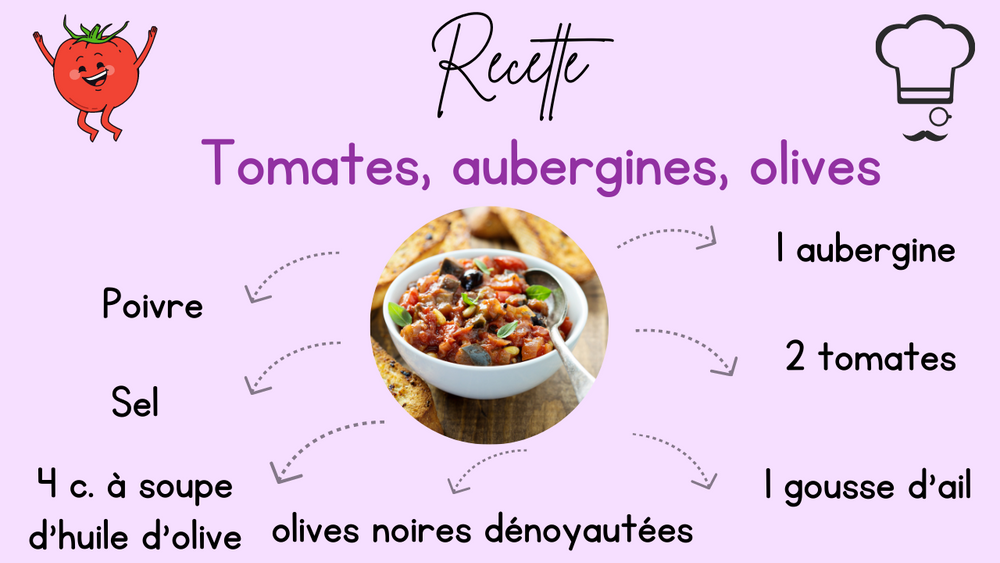 Recette
Tomates, aubergines, olives
1 aubergine
Poivre
2 tomates
Sel
4 c. à soupe
d'huile d'olive
1 gousse d'ail
olives noires dénoyautées